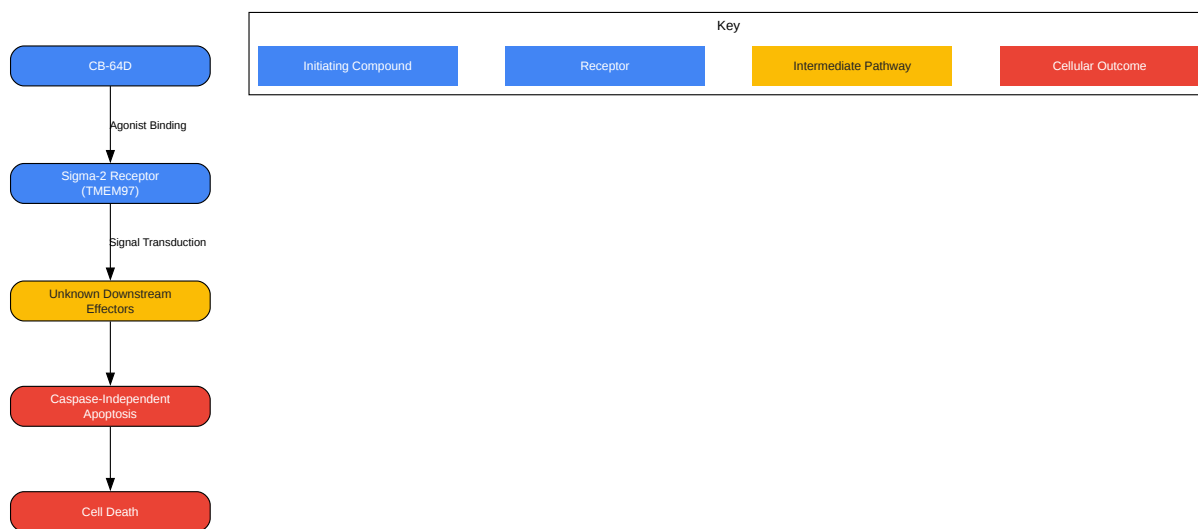 Key
CB-64D
Initiating Compound
Receptor
Intermediate Pathway
Cellular Outcome
Agonist Binding
Sigma-2 Receptor
(TMEM97)
Signal Transduction
Unknown Downstream
Effectors
Caspase-Independent
Apoptosis
Cell Death